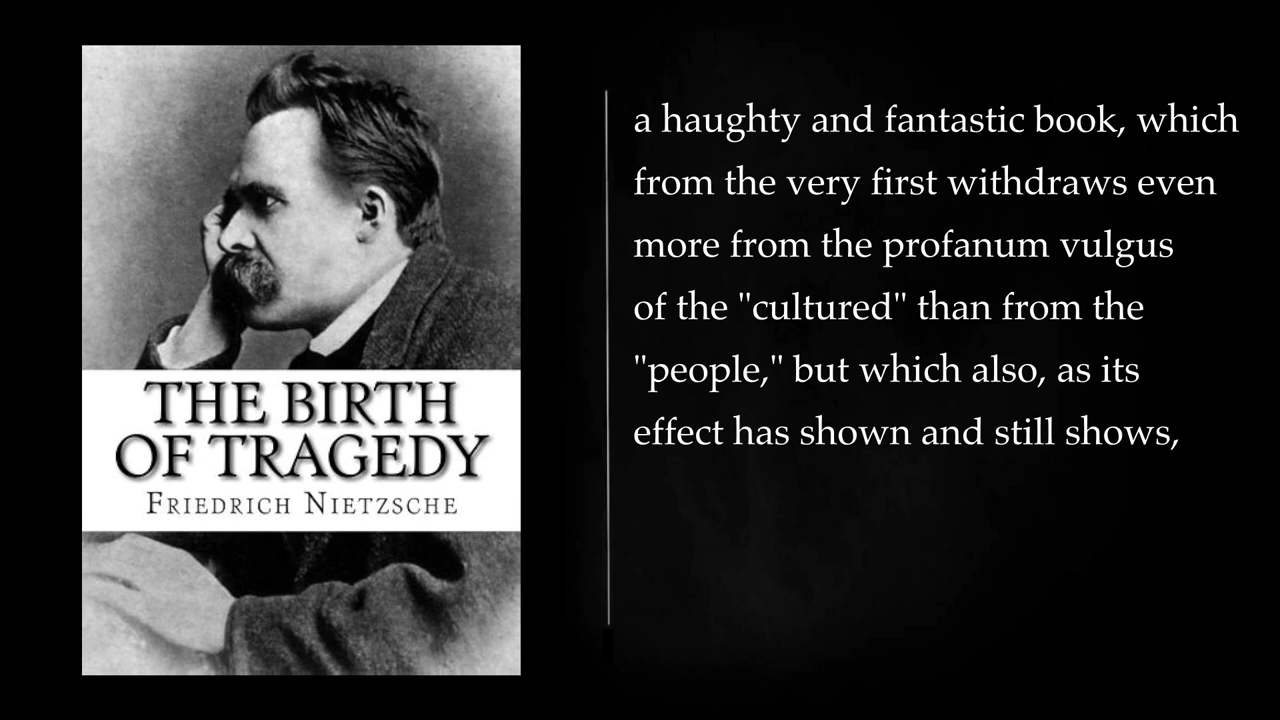 THE BIRTH
OF TRAGEDY
FRIEDRICH NIETZSCHE
a haughty and fantastic book, which
from the very first withdraws even
more from the profanum vulgus
of the "cultured" than from the
"people," but which also, as its
effect has shown and still shows,